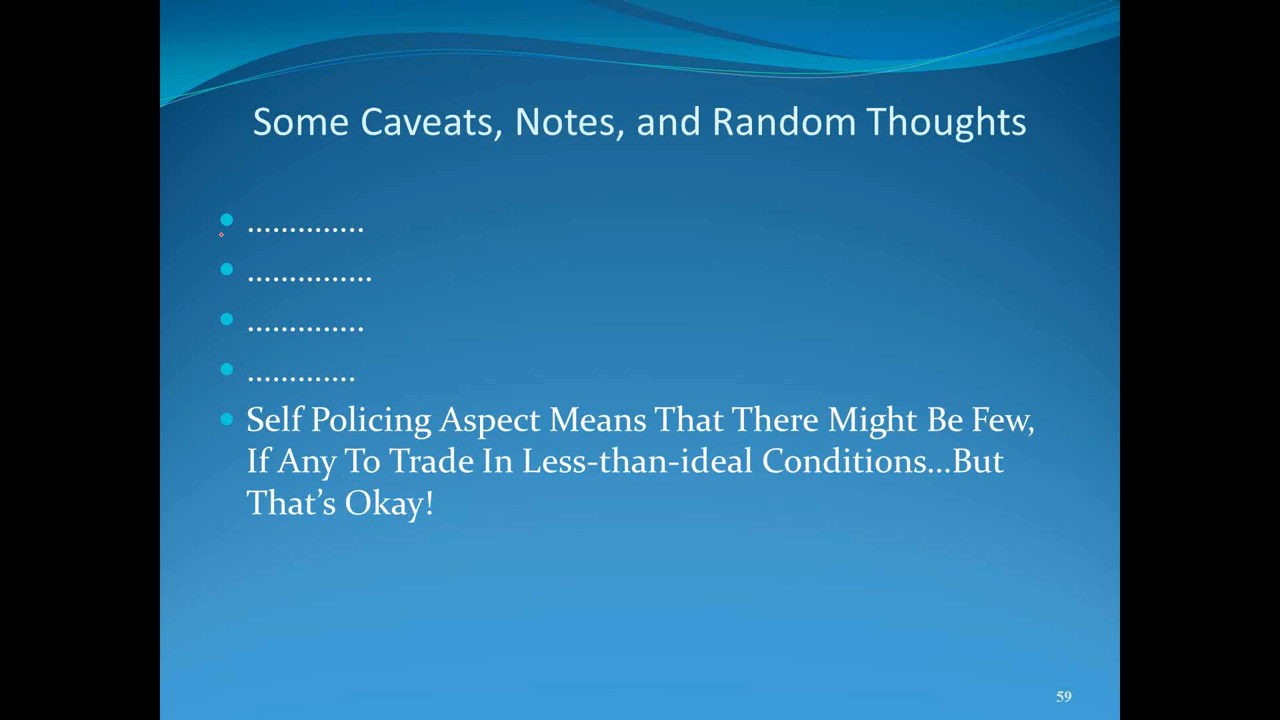 Some Caveats, Notes, and Random Thoughts
..............
...............
..............
.............
Self Policing Aspect Means That There Might Be Few,
If Any To Trade In Less-than-ideal Conditions...But
That's Okay!
59